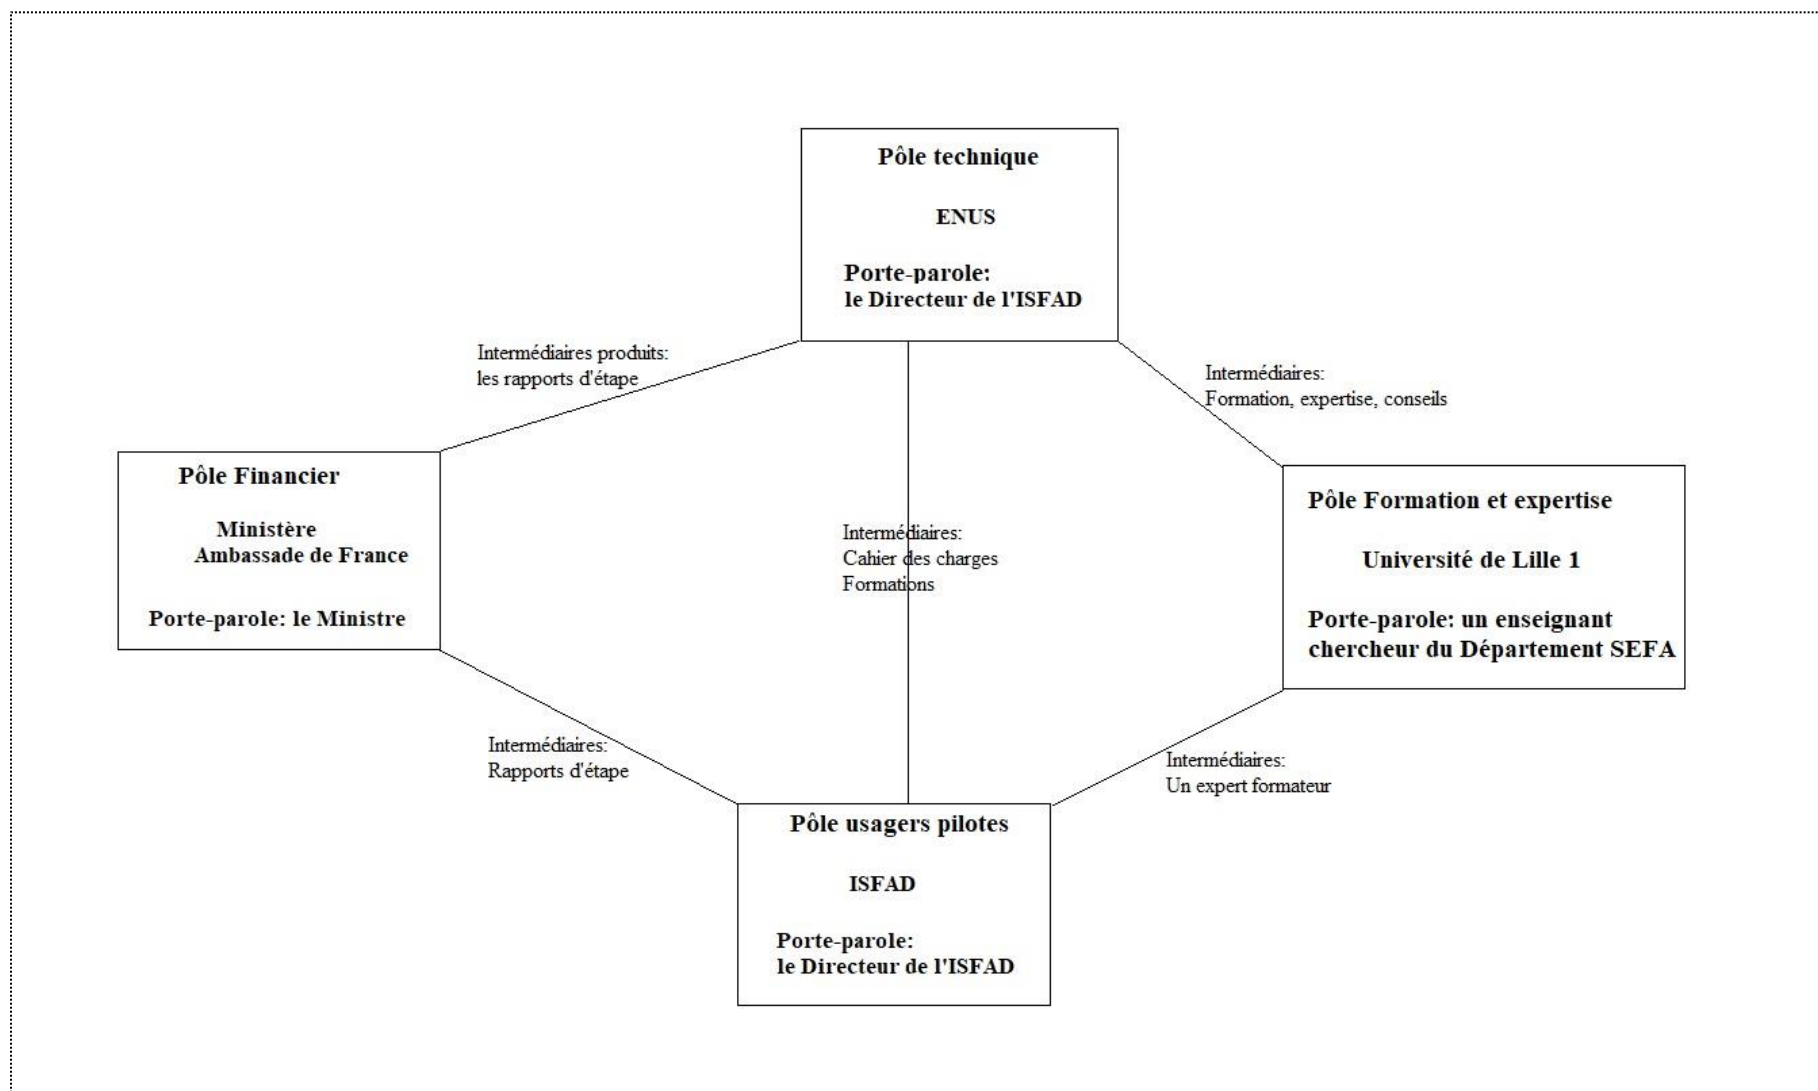 Pôle technique
ENUS
Porte-parole:
le Directeur de l'ISFAD
Intermédiaires produits:
les rapports d'étape
Intermédiaires:
Formation, expertise, conseils
Pôle Financier
Ministère
Ambassade de France
Porte-parole: le Ministre
Intermédiaires:
Cahier des charges
Formations
Pôle Formation et expertise
Université de Lille 1
Porte-parole: un enseignant
chercheur du Département SEFA
Intermédiaires:
Rapports d'étape
Intermédiaires:
Un expert formateur
Pôle usagers pilotes
ISFAD
Porte-parole:
le Directeur de l'ISFAD